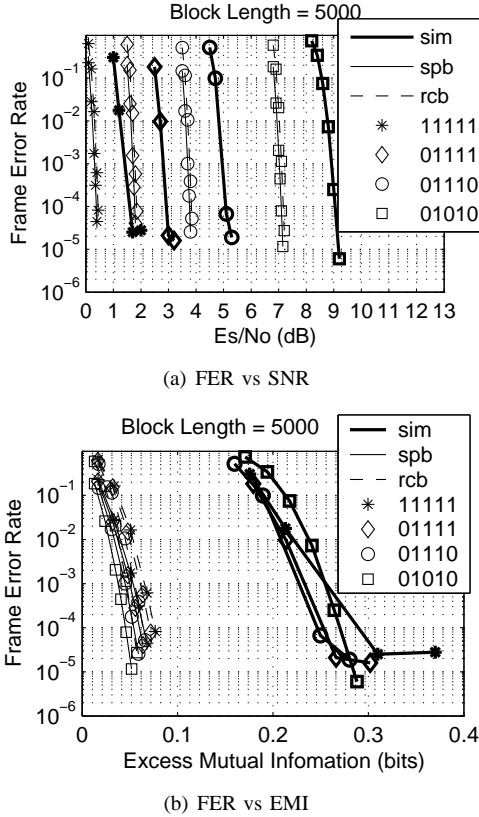 Block Length = 5000
Frame Error Rate
10⁻¹
10⁻²
10⁻³
10⁻⁴
10⁻⁵
10⁻⁶
0 1 2 3 4 5 6 7 8 9 10 11 12 13
Es/No (dB)
sim
spb
rcb
11111
01111
01110
01010
(a) FER vs SNR
Block Length = 5000
Frame Error Rate
10⁻¹
10⁻²
10⁻³
10⁻⁴
10⁻⁵
10⁻⁶
0 0.1 0.2 0.3 0.4
Excess Mutual Infomation (bits)
sim
spb
rcb
11111
01111
01110
01010
(b) FER vs EMI